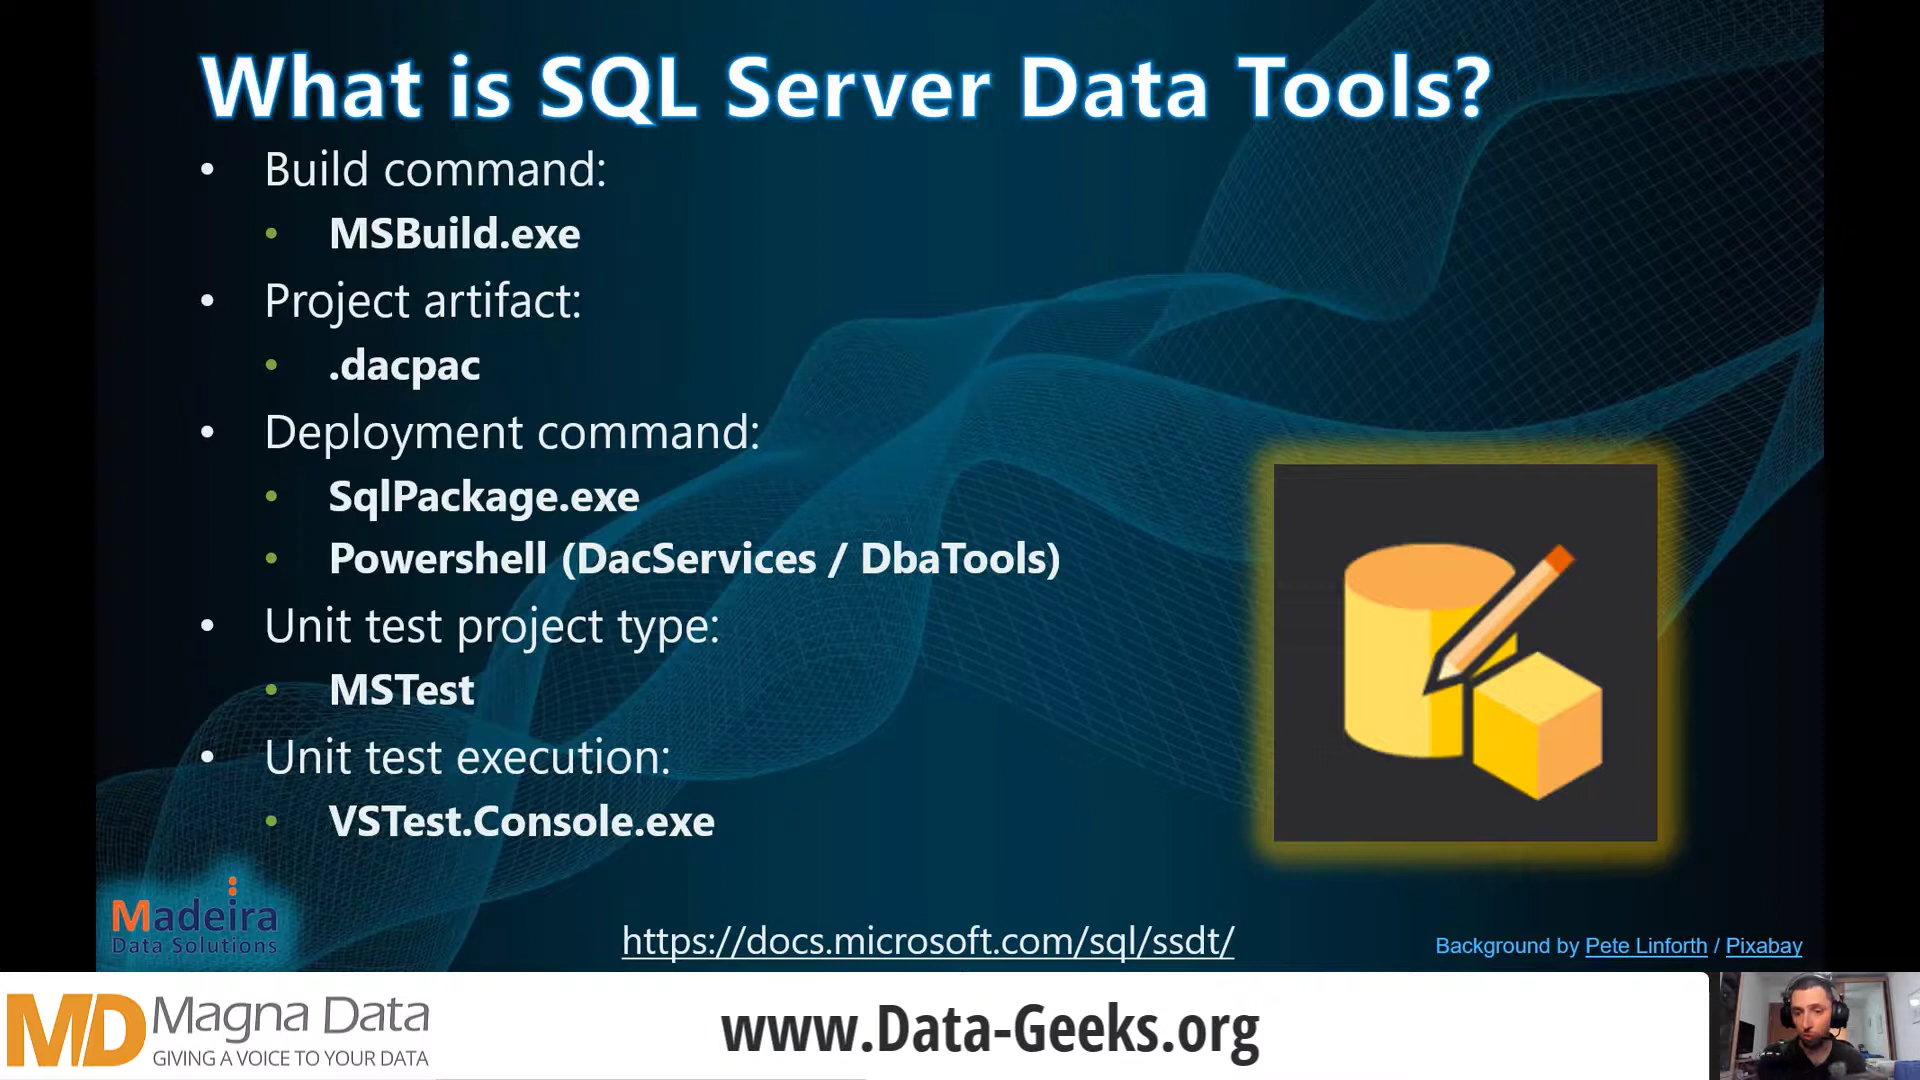 What is SQL Server Data Tools?
• Build command:
• MSBuild.exe
• Project artifact:
• .dacpac
• Deployment command:
• SqlPackage.exe
• Powershell (DacServices / DbaTools)
• Unit test project type:
• MSTest
• Unit test execution:
• VSTest.Console.exe
Madeira
Data Solutions
https://docs.microsoft.com/sql/ssdt/
Background by Pete Linforth / Pixabay
MD Magna Data
GIVING A VOICE TO YOUR DATA
www.Data-Geeks.org